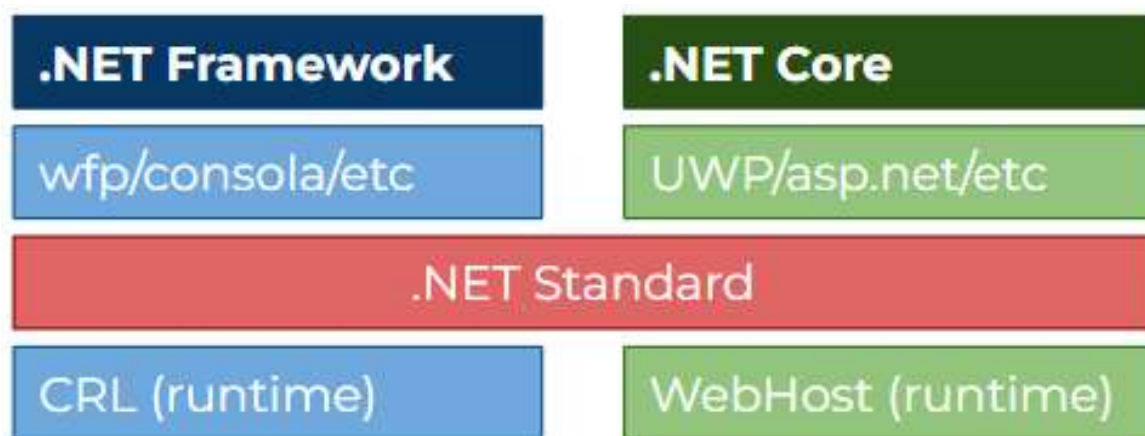 .NET Framework
.NET Core
wfp/consola/etc
UWP/asp.net/etc
.NET Standard
CRL (runtime)
WebHost (runtime)